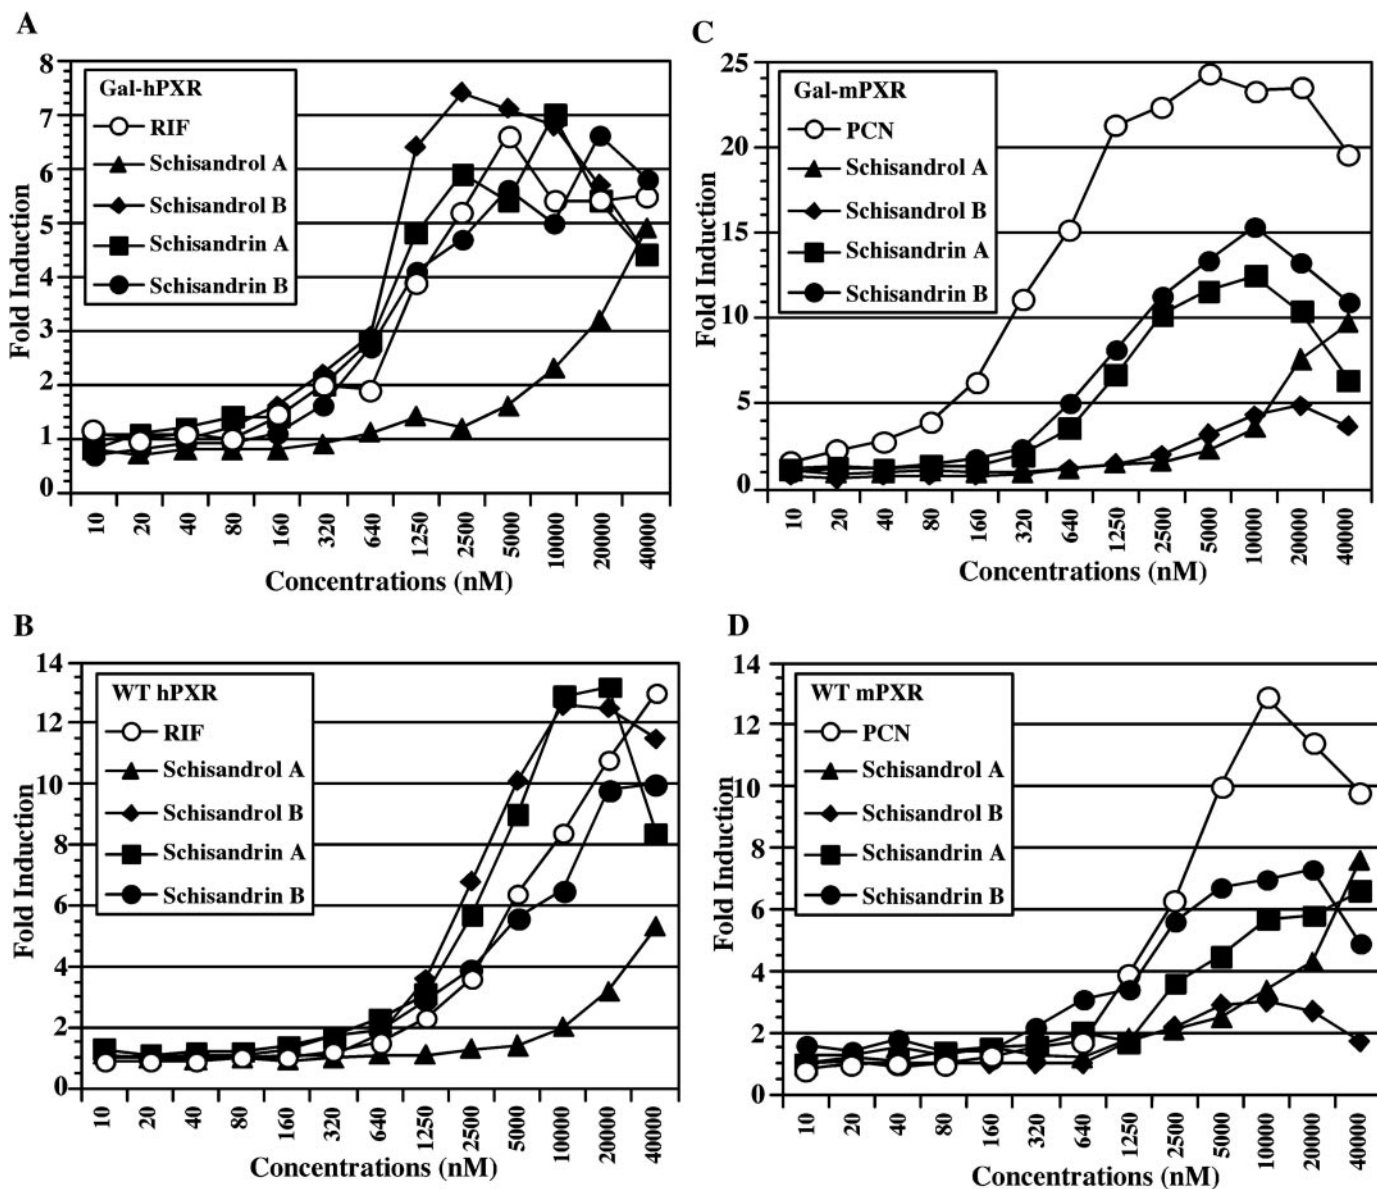 A
Fold Induction
8
7
6
5
4
3
2
1
0
Gal-hPXR
RIF
Schisandrol A
Schisandrol B
Schisandrin A
Schisandrin B
10 20 40 80 160 320 640 1250 2500 5000 10000 20000 40000
Concentrations (nM)
C
Fold Induction
25
20
15
10
5
0
Gal-mPXR
PCN
Schisandrol A
Schisandrol B
Schisandrin A
Schisandrin B
10 20 40 80 160 320 640 1250 2500 5000 10000 20000 40000
Concentrations (nM)
B
Fold Induction
14
12
10
8
6
4
2
0
WT hPXR
RIF
Schisandrol A
Schisandrol B
Schisandrin A
Schisandrin B
10 20 40 80 160 320 640 1250 2500 5000 10000 20000 40000
Concentrations (nM)
D
Fold Induction
14
12
10
8
6
4
2
0
WT mPXR
PCN
Schisandrol A
Schisandrol B
Schisandrin A
Schisandrin B
10 20 40 80 160 320 640 1250 2500 50000 10000 20000 40000
Concentrations (nM)